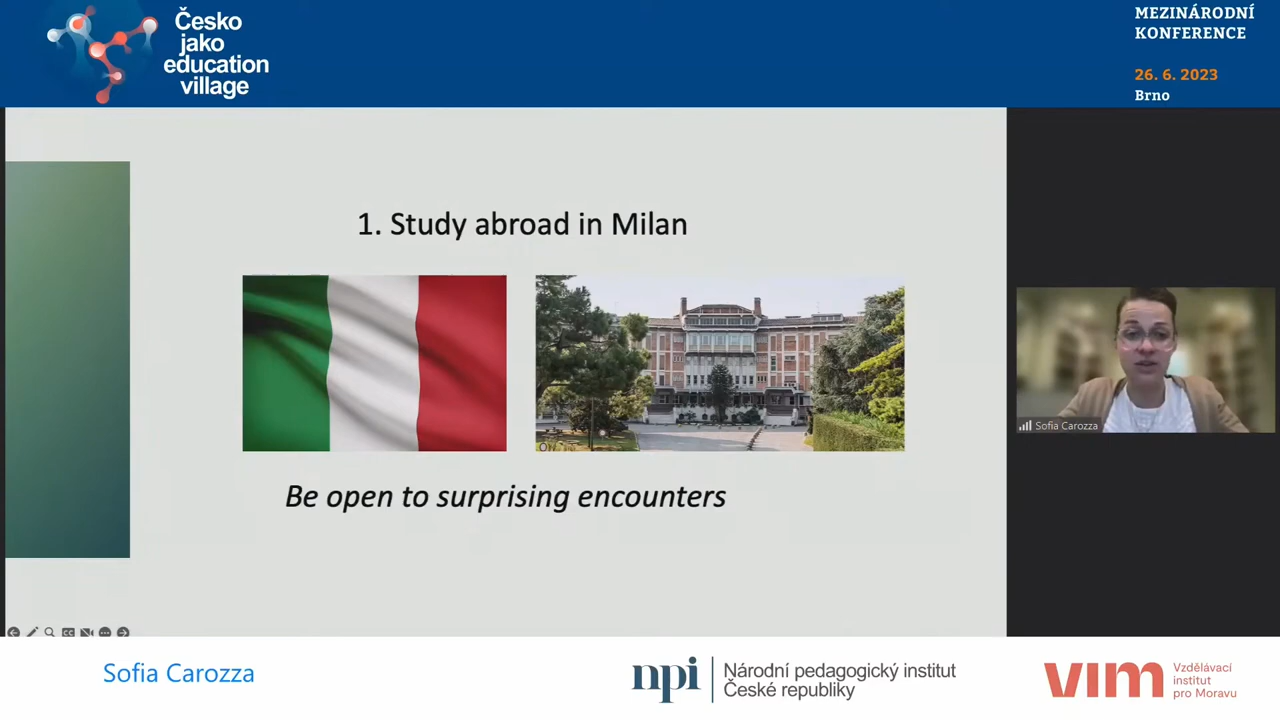 Česko
jako
education
village
MEZINÁRODNÍ
KONFERENCE
26. 6. 2023
Brno
1. Study abroad in Milan
Be open to surprising encounters
Sofia Carozza
CC
Sofia Carozza
npi
Národní pedagogický institut
České republiky
vim
Vzdělávací
institut
pro Moravu